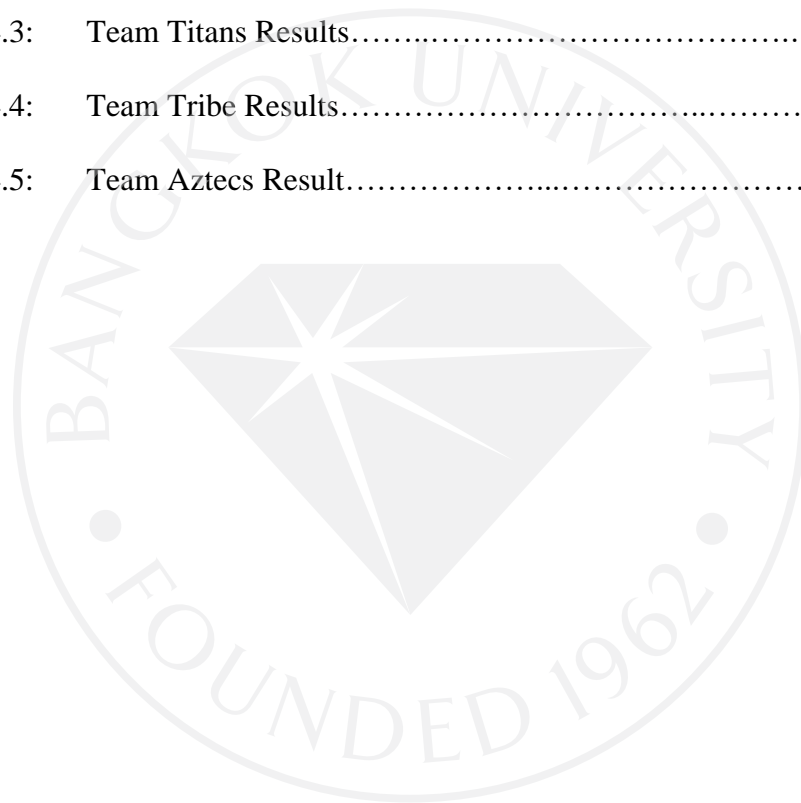 .3: Team Titans Results……..…………………………….
.4: Team Tribe Results……………………………..………
.5: Team Aztecs Result………………...…………………
BANGKOK UNIVERSITY
• FOUNDED 1962 •